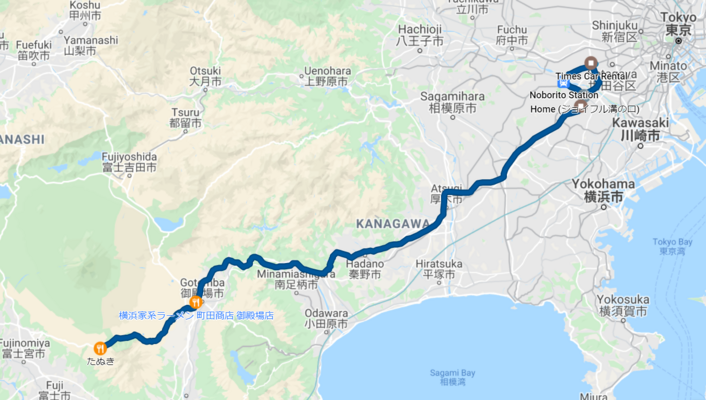 Koshu
甲州市
Hachioji
八王子市
Tachikawa
立川市
Fuchu
府中市
Shinjuku
新宿区
Tokyo
東京
Fuefuki
笛吹市
Yamanashi
山梨市
Otsuki
大月市
Uenohara
上野原市
Minato
港区
Times Car Rental
田谷区
Noborito Station
Home (ジョイフル溝の口)
Sagamihara
相模原市
Kawasaki
川崎市
Tsuru
都留市
ANASHI
Fujiyoshida
富士吉田市
Atsugi
厚木市
Yokohama
横浜市
KANAGAWA
Tokyo Bay
東京湾
Hadano
秦野市
Hiratsuka
平塚市
Gotemba
御殿場市
Minamiashigara
南足柄市
横浜家系ラーメン 町田商店 御殿場店
Odawara
小田原市
Yokosuka
横須賀市
Fujinomiya
富士宮市
たぬき
Fuji
富士市
Sagami Bay
相模湾
Miura